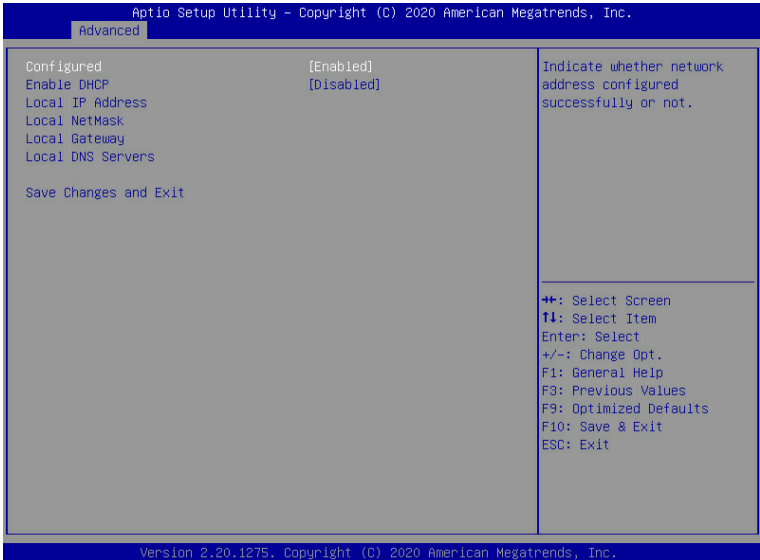 Aptio Setup Utility – Copyright (C) 2020 American Megatrends, Inc.
Advanced
Configured [Enabled]
Enable DHCP [Disabled]
Local IP Address
Local NetMask
Local Gateway
Local DNS Servers
Save Changes and Exit
Indicate whether network
address configured
successfully or not.
→←: Select Screen
↑↓: Select Item
Enter: Select
+/-: Change Opt.
F1: General Help
F3: Previous Values
F9: Optimized Defaults
F10: Save & Exit
ESC: Exit
Version 2.20.1275. Copyright (C) 2020 American Megatrends, Inc.